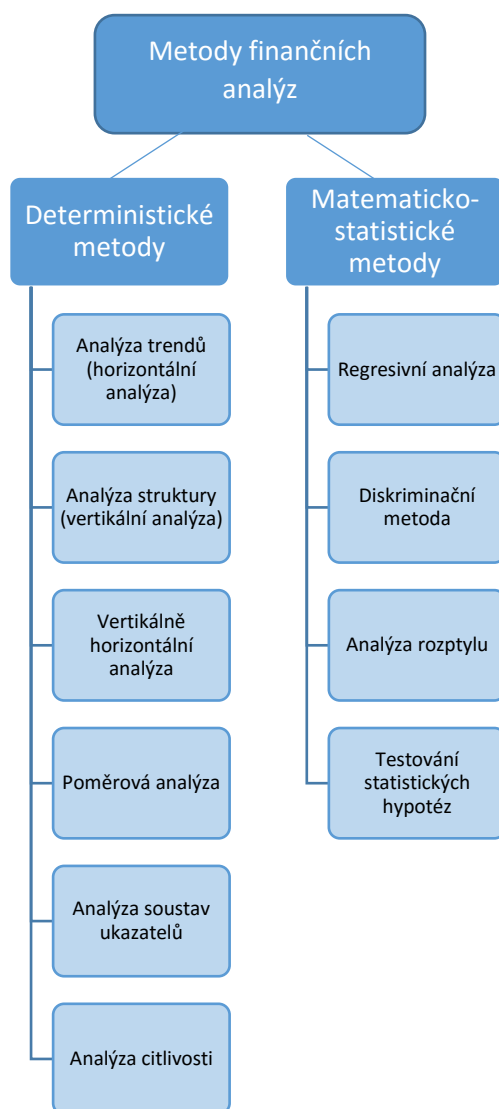 Metody finančních
analýz
Deterministické
metody
Analýza trendů
(horizontální
analýza)
Analýza struktury
(vertikální analýza)
Vertikálně
horizontální
analýza
Poměrová analýza
Analýza soustav
ukazatelů
Analýza citlivosti
Matematicko-
statistické
metody
Regresivní analýza
Diskriminační
metoda
Analýza rozptylu
Testování
statistických
hypotéz